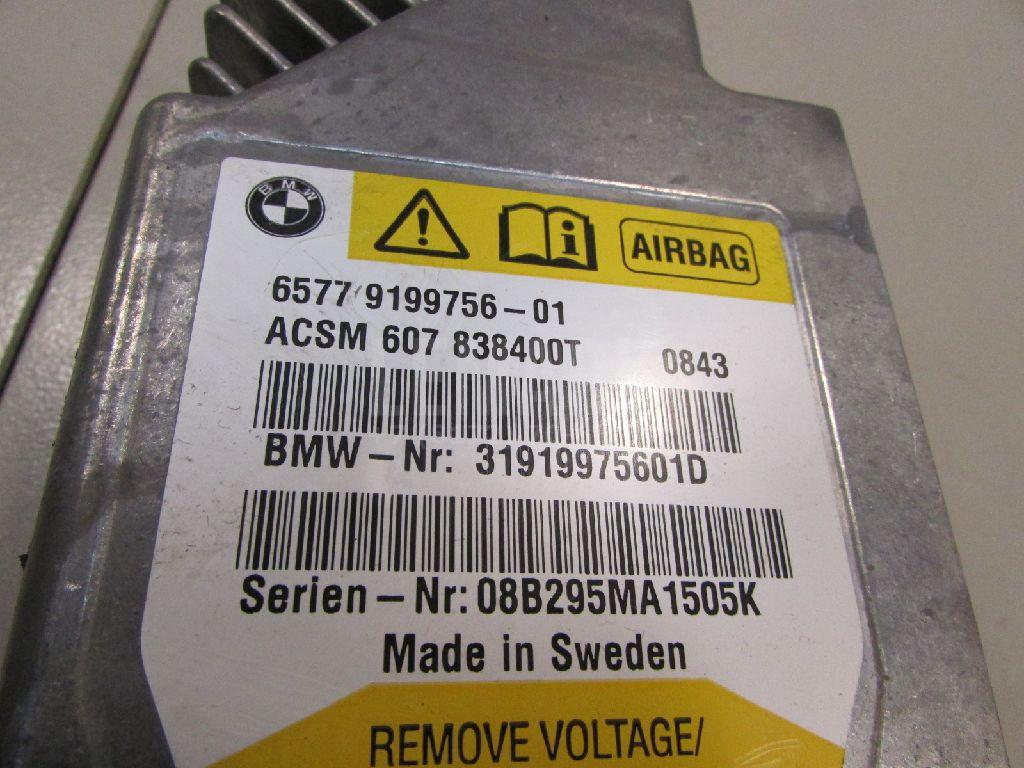 BMW
AIRBAG
6577 9199756-01
ACSM 607 838400T 0843
BMW-Nr: 31919975601D
Serien-Nr: 08B295MA1505K
Made in Sweden
REMOVE VOLTAGE/